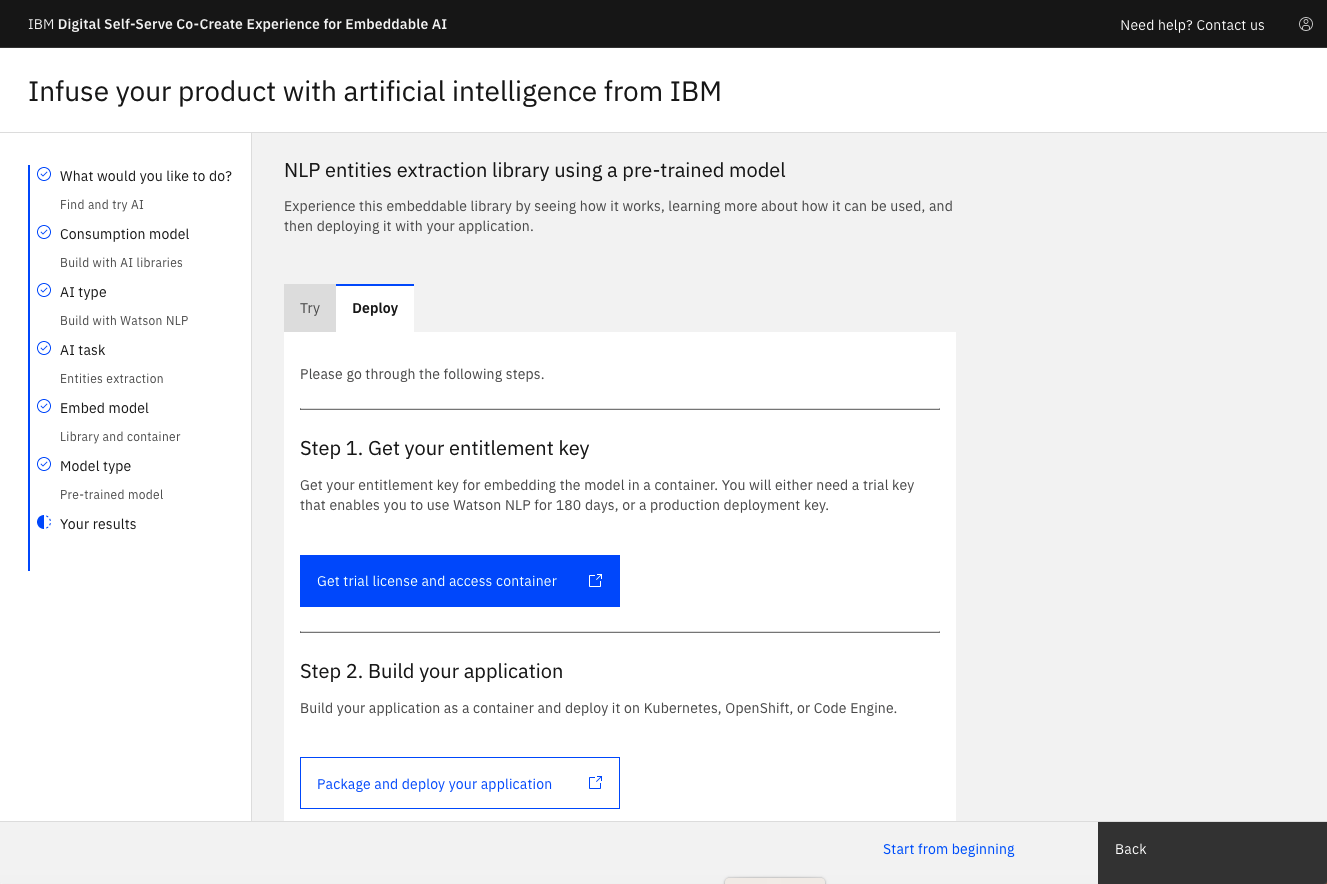 IBM Digital Self-Serve Co-Create Experience for Embeddable AI
Need help? Contact us
Infuse your product with artificial intelligence from IBM
What would you like to do?
Find and try AI
Consumption model
Build with AI libraries
AI type
Build with Watson NLP
AI task
Entities extraction
Embed model
Library and container
Model type
Pre-trained model
Your results
NLP entities extraction library using a pre-trained model
Experience this embeddable library by seeing how it works, learning more about how it can be used, and
then deploying it with your application.
Try
Deploy
Please go through the following steps.
Step 1. Get your entitlement key
Get your entitlement key for embedding the model in a container. You will either need a trial key
that enables you to use Watson NLP for 180 days, or a production deployment key.
Get trial license and access container
Step 2. Build your application
Build your application as a container and deploy it on Kubernetes, OpenShift, or Code Engine.
Package and deploy your application
Start from beginning
Back